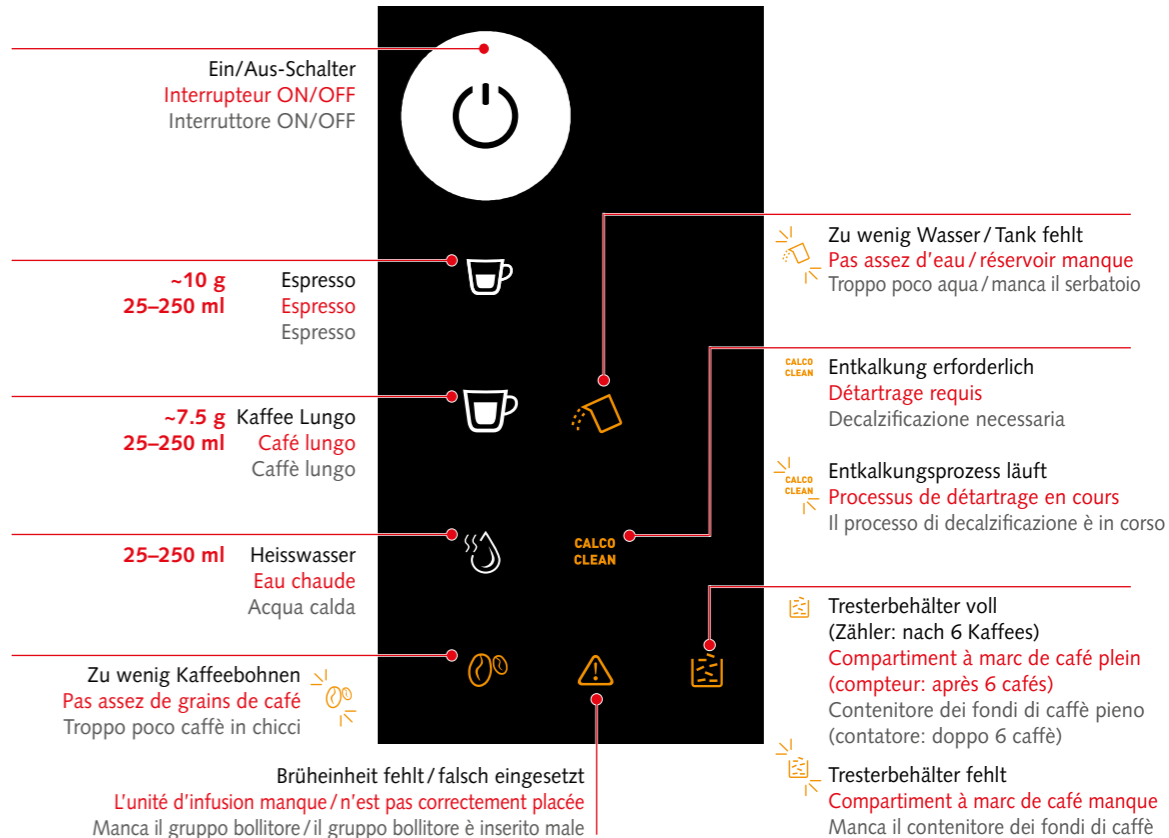 Ein/Aus-Schalter
Interrupteur ON/OFF
Interruttore ON/OFF
~10 g Espresso
25–250 ml Espresso
Espresso
~7.5 g Kaffee Lungo
25–250 ml Café lungo
Caffè lungo
25–250 ml Heisswasser
Eau chaude
Acqua calda
Zu wenig Kaffeebohnen
Pas assez de grains de café
Troppo poco caffè in chicci
Brüheinheit fehlt / falsch eingesetzt
L'unité d'infusion manque / n'est pas correctement placée
Manca il gruppo bollitore / il gruppo bollitore è inserito male
CALCO
CLEAN
Zu wenig Wasser / Tank fehlt
Pas assez d'eau / réservoir manque
Troppo poco aqua / manca il serbatoio
CALCO
CLEAN
Entkalkung erforderlich
Détartrage requis
Decalzificazione necessaria
CALCO
CLEAN
Entkalkungsprozess läuft
Processus de détartrage en cours
Il processo di decalzificazione è in corso
Tresterbehälter voll
(Zähler: nach 6 Kaffees)
Compartiment à marc de café plein
(compteur: après 6 cafés)
Contenitore dei fondi di caffè pieno
(contatore: doppo 6 caffè)
Tresterbehälter fehlt
Compartiment à marc de café manque
Manca il contenitore dei fondi di caffè